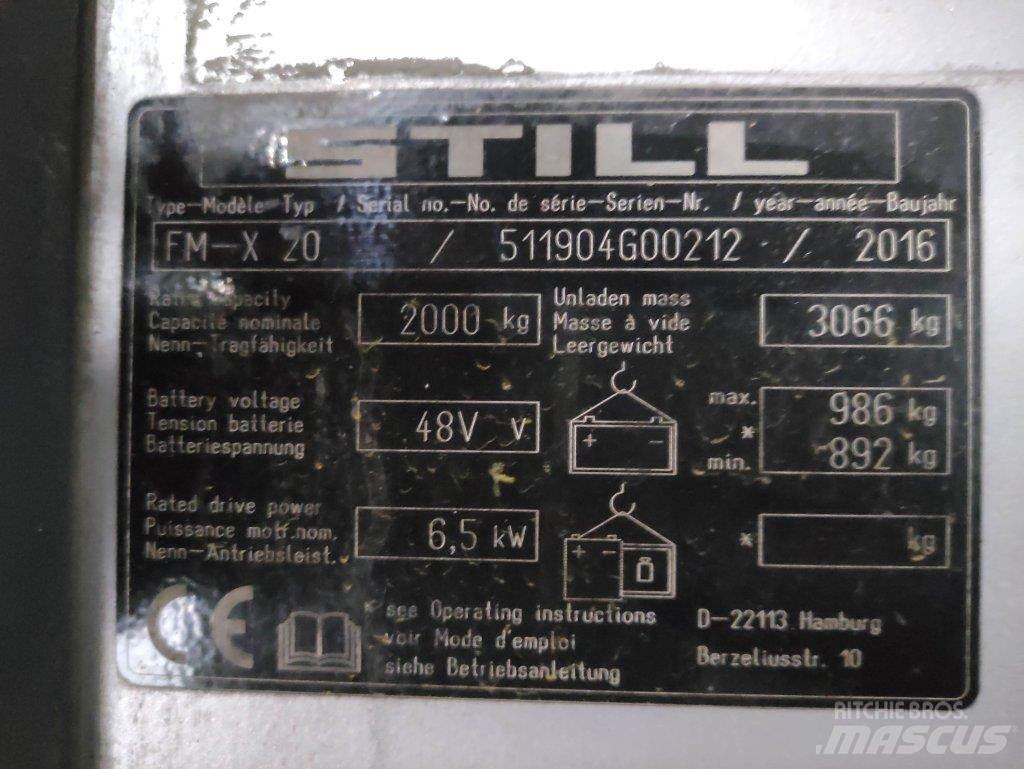 STILL
Type-Modèle-Typ / Serial no.-No. de série-Serien-Nr. / year-année-Baujahr
FM-X 20 / 511904G00212 / 2016
Rated capacity
Capacité nominale
Nenn-Tragfähigkeit
2000 kg
Unladen mass
Masse à vide
Leergewicht
3066 kg
Battery voltage
Tension batterie
Batteriespannung
48V V
+ -
max. 986 kg
*
min. 892 kg
Rated drive power
Puissance mot.nom.
Nenn-Antriebsleist.
6,5 kW
+ -
* kg
CE
see Operating instructions
voir Mode d'emploi
siehe Betriebsanleitung
D-22113 Hamburg
Berzeliusstr. 10
RITCHIE BROS.
MASCUS